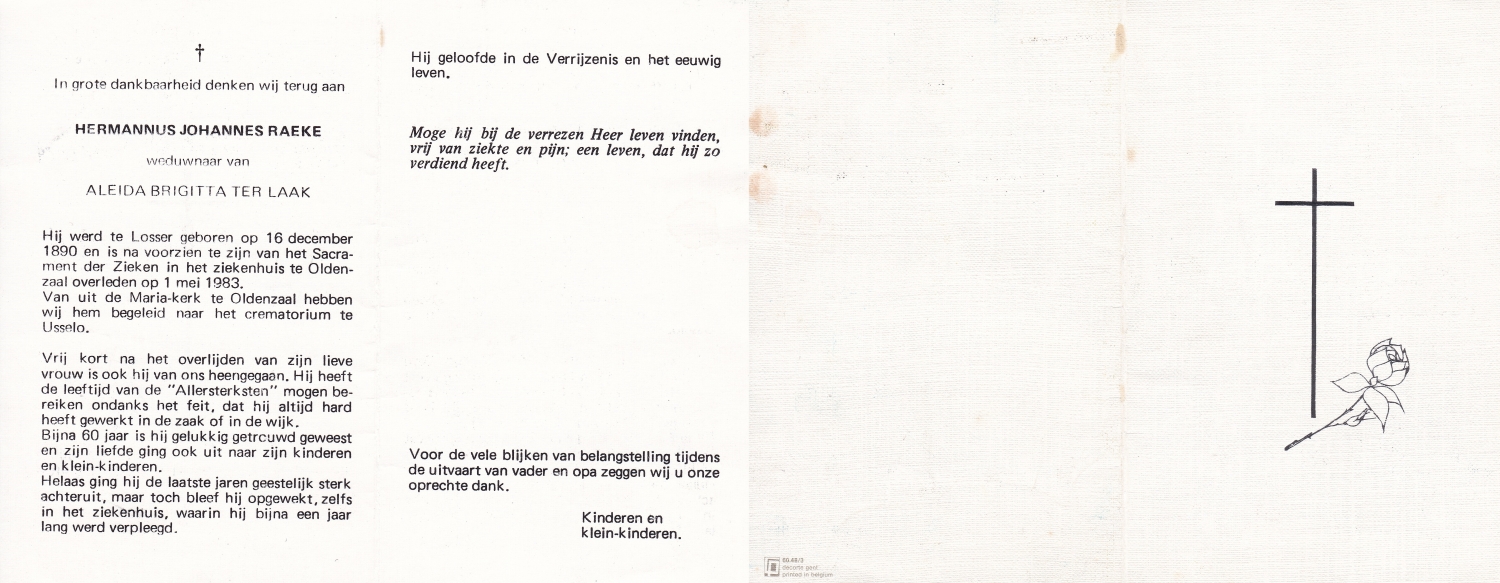 †
In grote dankbaarheid denken wij terug aan
HERMANNUS JOHANNES RAEKE
weduwnaar van
ALEIDA BRIGITTA TER LAAK
Hij werd te Losser geboren op 16 december
1890 en is na voorzien te zijn van het Sacra-
ment der Zieken in het ziekenhuis te Olden-
zaal overleden op 1 mei 1983.
Van uit de Maria-kerk te Oldenzaal hebben
wij hem begeleid naar het crematorium te
Usselo.
Vrij kort na het overlijden van zijn lieve
vrouw is ook hij van ons heengegaan. Hij heeft
de leeftijd van de "Allersterksten" mogen be-
reiken ondanks het feit, dat hij altijd hard
heeft gewerkt in de zaak of in de wijk.
Bijna 60 jaar is hij gelukkig getrouwd geweest
en zijn liefde ging ook uit naar zijn kinderen
en klein-kinderen.
Helaas ging hij de laatste jaren geestelijk sterk
achteruit, maar toch bleef hij opgewekt, zelfs
in het ziekenhuis, waarin hij bijna een jaar
lang werd verpleegd.
Hij geloofde in de Verrijzenis en het eeuwig
leven.
Moge hij bij de verrezen Heer leven vinden,
vrij van ziekte en pijn; een leven, dat hij zo
verdiend heeft.
Voor de vele blijken van belangstelling tijdens
de uitvaart van vader en opa zeggen wij u onze
oprechte dank.
Kinderen en
klein-kinderen.
60.48/3
decorte gent
printed in belgium